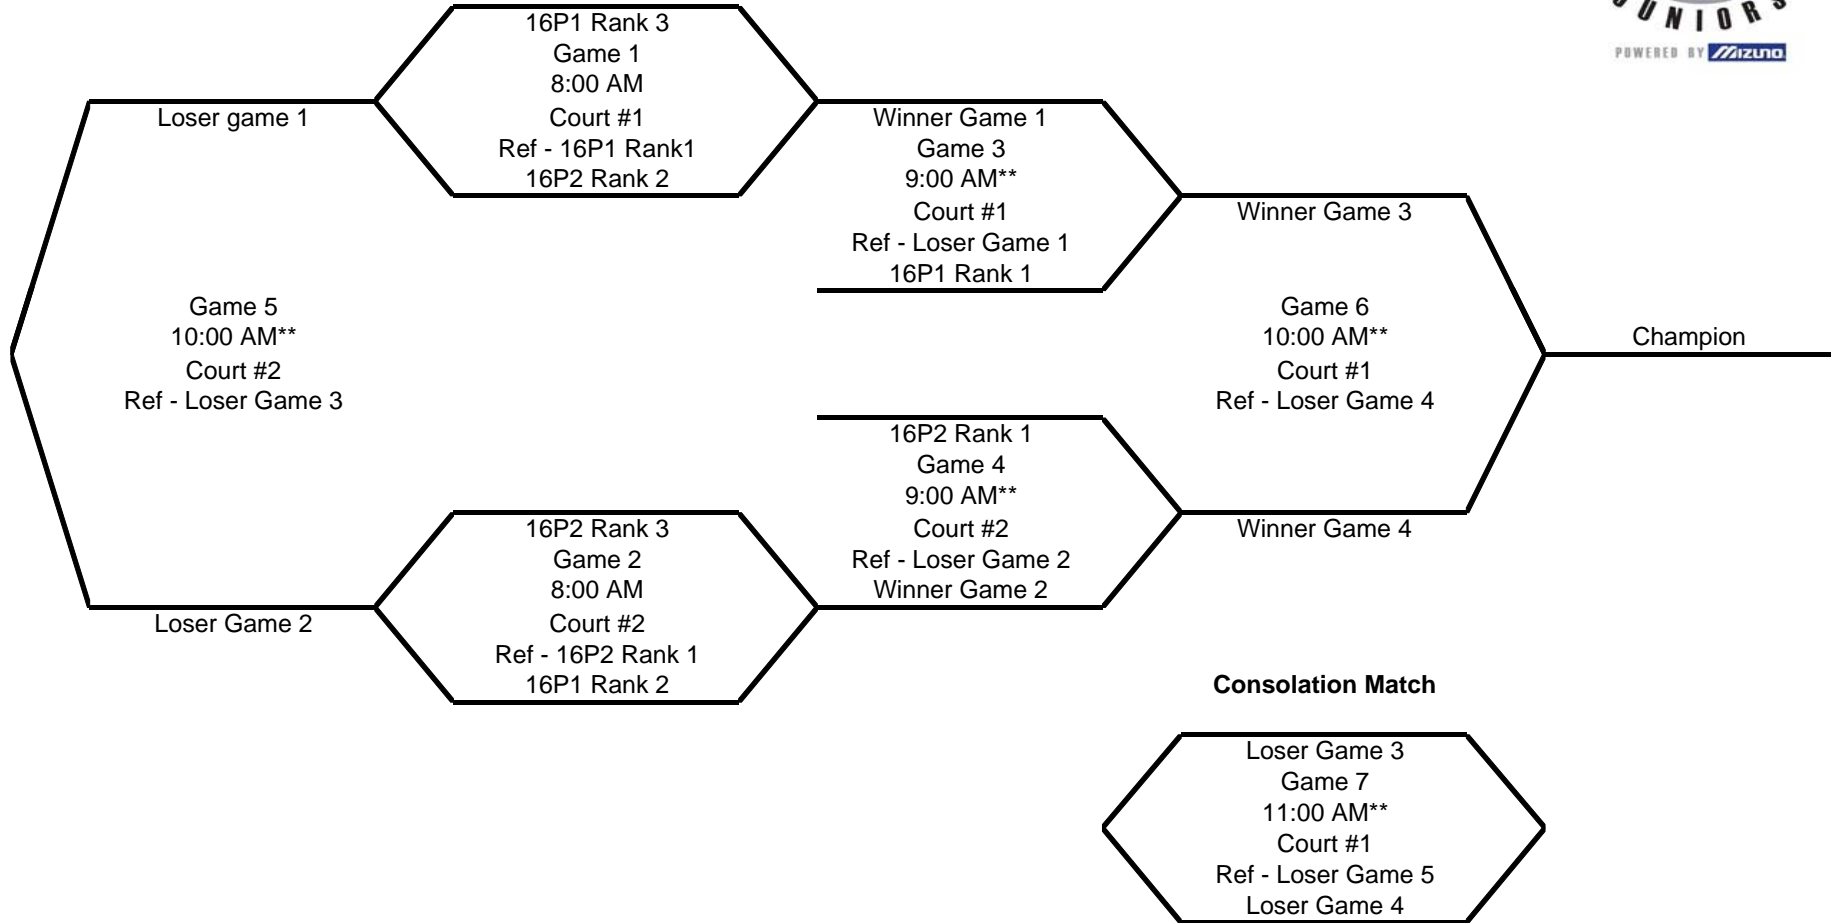 JUNIORS
POWERED BY MIZUNO
16P1 Rank 3
Game 1
8:00 AM
Court #1
Ref - 16P1 Rank1
16P2 Rank 2
Loser game 1
Winner Game 1
Game 3
9:00 AM**
Court #1
Ref - Loser Game 1
16P1 Rank 1
Winner Game 3
Game 5
10:00 AM**
Court #2
Ref - Loser Game 3
Game 6
10:00 AM**
Court #1
Ref - Loser Game 4
Champion
16P2 Rank 1
Game 4
9:00 AM**
Court #2
Ref - Loser Game 2
Winner Game 2
Winner Game 4
16P2 Rank 3
Game 2
8:00 AM
Court #2
Ref - 16P2 Rank 1
16P1 Rank 2
Loser Game 2
Consolation Match
Loser Game 3
Game 7
11:00 AM**
Court #1
Ref - Loser Game 5
Loser Game 4